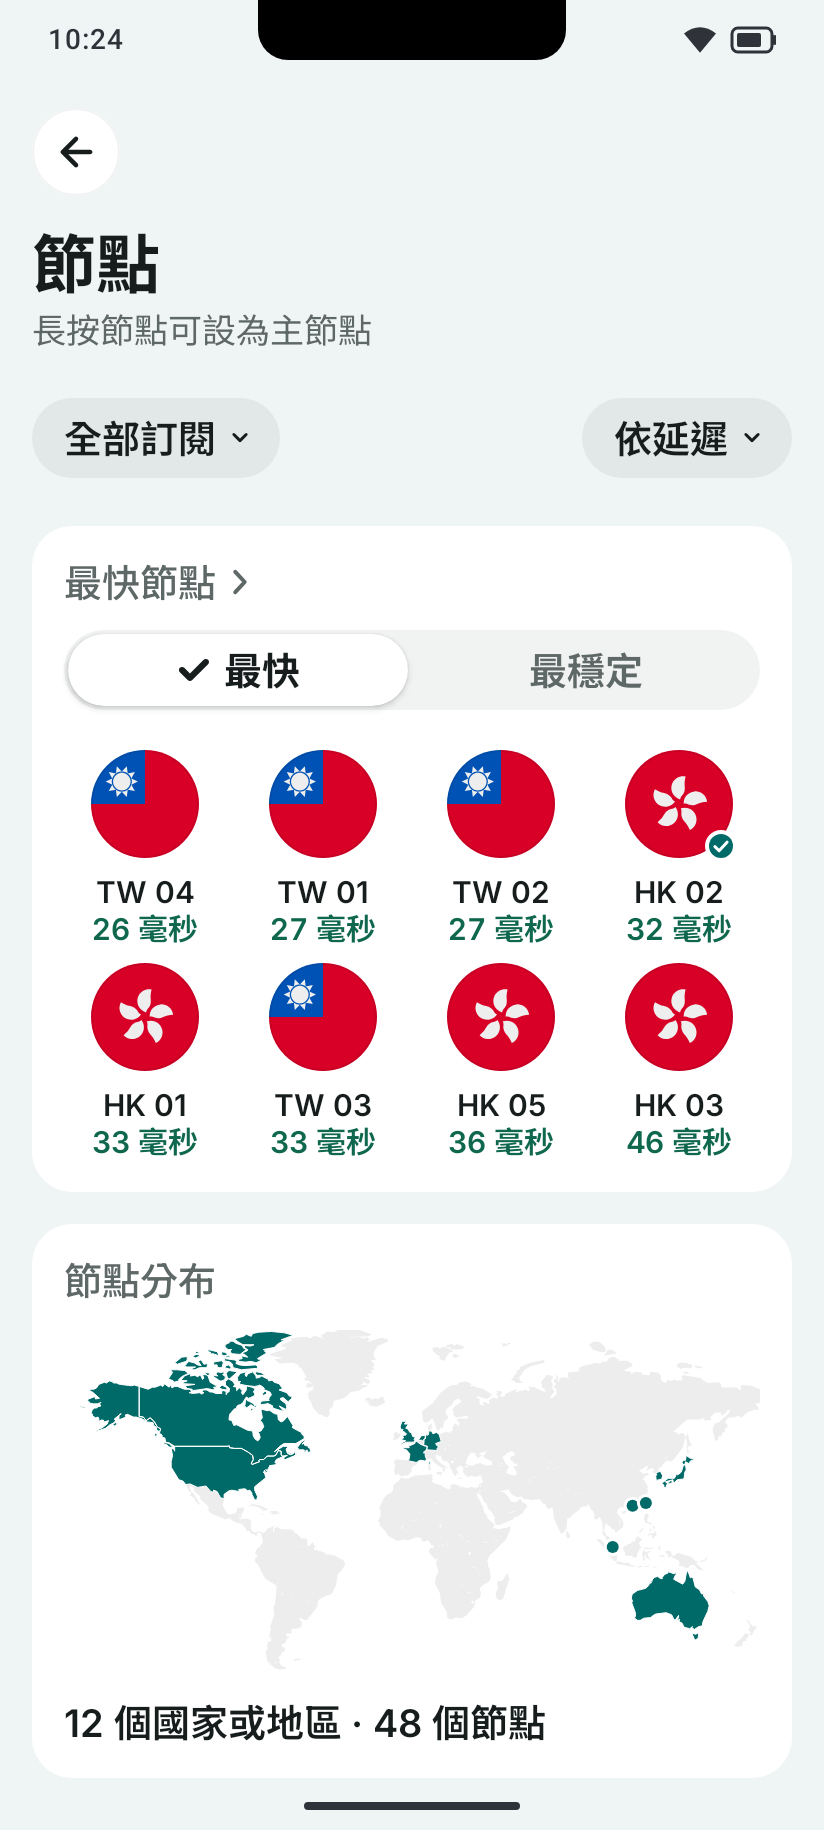 10:24
節點
長按節點可設為主節點
全部訂閱
依延遲
最快節點
最快
最穩定
TW 04
26 毫秒
TW 01
27 毫秒
TW 02
27 毫秒
HK 02
32 毫秒
HK 01
33 毫秒
TW 03
33 毫秒
HK 05
36 毫秒
HK 03
46 毫秒
節點分布
12 個國家或地區 · 48 個節點